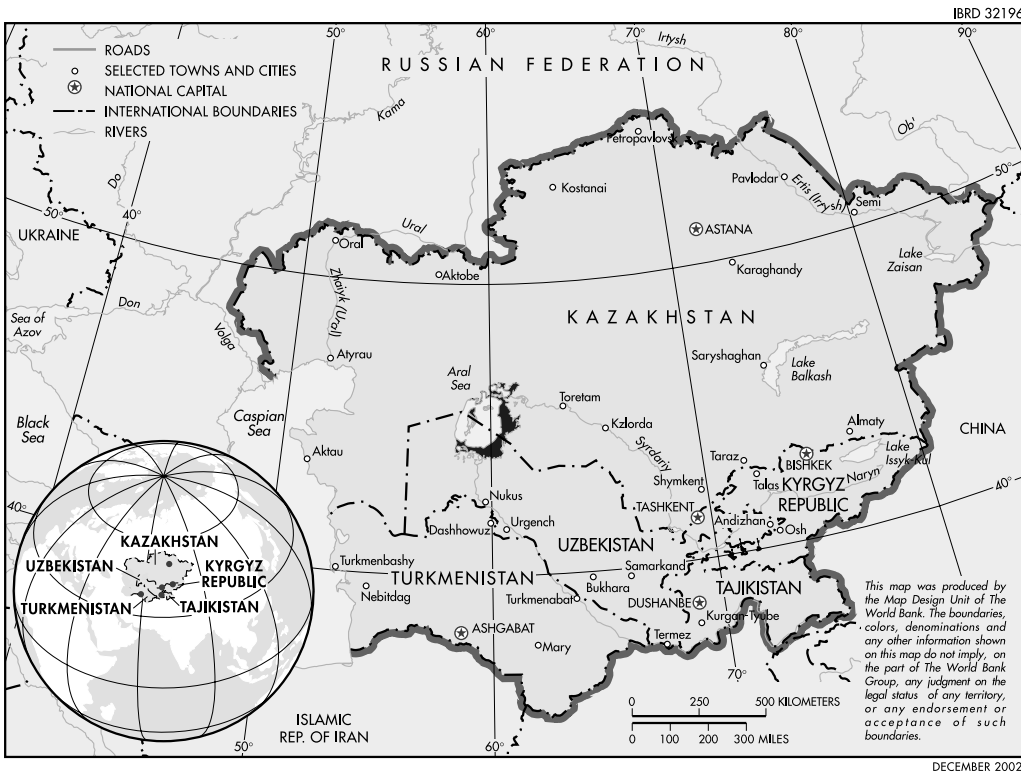 IBRD 32196
50°
60°
70°
80°
90°
ROADS
SELECTED TOWNS AND CITIES
NATIONAL CAPITAL
INTERNATIONAL BOUNDARIES
RIVERS
Irtysh
RUSSIAN FEDERATION
Kama
Ob'
Do
Petropavlovsk
Kostanai
Pavlodar
Ertis (Irtysh)
Semi
50°
50°
40°
UKRAINE
Oral
Ural
ASTANA
Lake
Zaisan
Aktobe
Karaghandy
Zhaiyk (Ural)
Don
Sea of
Azov
Volga
KAZAKHSTAN
Atyrau
Saryshaghan
Lake
Balkash
Aral
Sea
Toretam
Black
Sea
Caspian
Sea
Kzlorda
Almaty
CHINA
Syrdariy
Aktau
Taraz
BISHKEK
Lake
Issyk-Kul
Talas
KYRGYZ
REPUBLIC
Naryn
Shymkent
40°
40°
Nukus
TASHKENT
Andizhan
Osh
Dashhowuz
Urgench
UZBEKISTAN
KAZAKHSTAN
UZBEKISTAN
KYRGYZ
REPUBLIC
TURKMENISTAN
TAJIKISTAN
Turkmenbashy
Nebitdag
TURKMENISTAN
Samarkand
Bukhara
TAJIKISTAN
Turkmenabat
DUSHANBE
Kurgan-Tyube
ASHGABAT
Mary
Termez
70°
This map was produced by
the Map Design Unit of The
World Bank. The boundaries,
colors, denominations and
any other information shown
on this map do not imply, on
the part of The World Bank
Group, any judgment on the
legal status of any territory,
or any endorsement or
acceptance of such
boundaries.
0 250 500 KILOMETERS
0 100 200 300 MILES
ISLAMIC
REP. OF IRAN
50°
60°
DECEMBER 2002